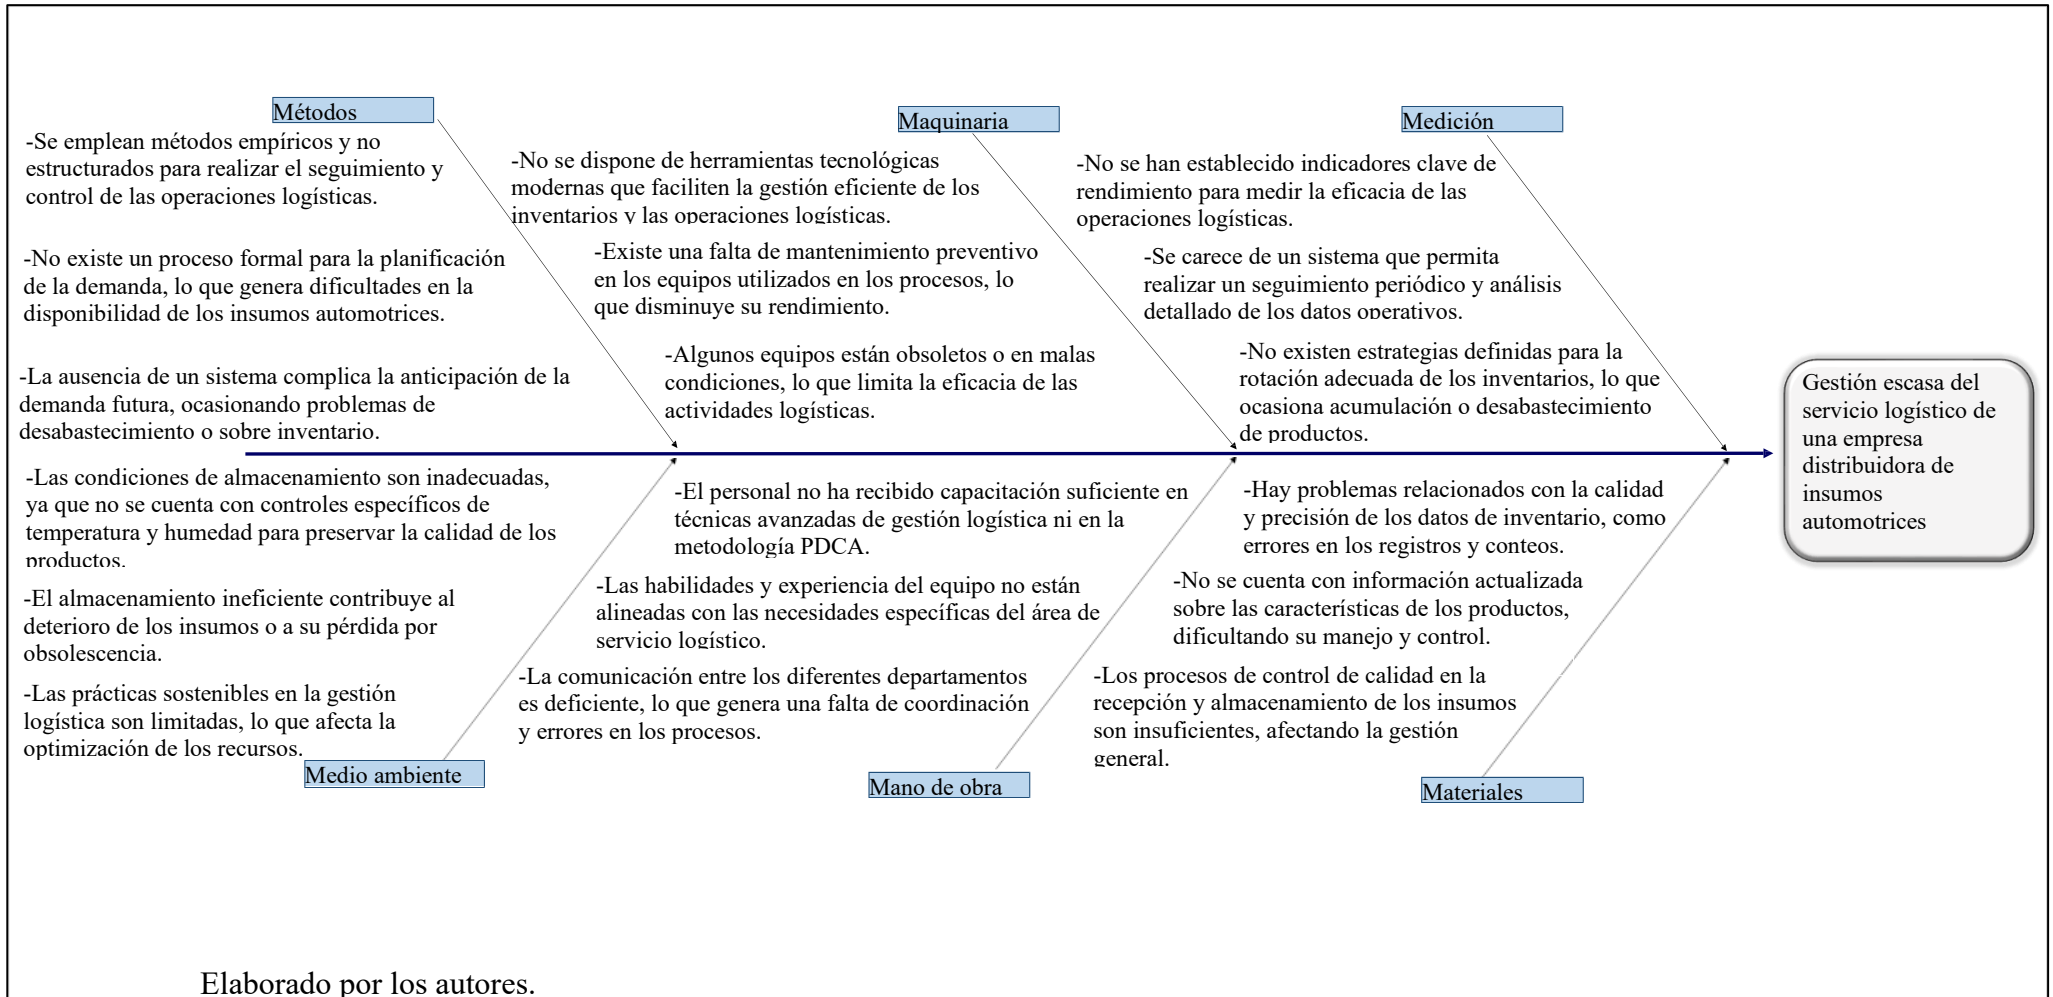 Métodos
-Se emplean métodos empíricos y no
estructurados para realizar el seguimiento y
control de las operaciones logísticas.
-No existe un proceso formal para la planificación
de la demanda, lo que genera dificultades en la
disponibilidad de los insumos automotrices.
-La ausencia de un sistema complica la anticipación de la
demanda futura, ocasionando problemas de
desabastecimiento o sobre inventario.
Maquinaria
-No se dispone de herramientas tecnológicas
modernas que faciliten la gestión eficiente de los
inventarios y las operaciones logísticas.
-Existe una falta de mantenimiento preventivo
en los equipos utilizados en los procesos, lo
que disminuye su rendimiento.
-Algunos equipos están obsoletos o en malas
condiciones, lo que limita la eficacia de las
actividades logísticas.
Medición
-No se han establecido indicadores clave de
rendimiento para medir la eficacia de las
operaciones logísticas.
-Se carece de un sistema que permita
realizar un seguimiento periódico y análisis
detallado de los datos operativos.
-No existen estrategias definidas para la
rotación adecuada de los inventarios, lo que
ocasiona acumulación o desabastecimiento
de productos.
Gestión escasa del
servicio logístico de
una empresa
distribuidora de
insumos
automotrices
-Las condiciones de almacenamiento son inadecuadas,
ya que no se cuenta con controles específicos de
temperatura y humedad para preservar la calidad de los
productos.
-El almacenamiento ineficiente contribuye al
deterioro de los insumos o a su pérdida por
obsolescencia.
-Las prácticas sostenibles en la gestión
logística son limitadas, lo que afecta la
optimización de los recursos.
Medio ambiente
-El personal no ha recibido capacitación suficiente en
técnicas avanzadas de gestión logística ni en la
metodología PDCA.
-Las habilidades y experiencia del equipo no están
alineadas con las necesidades específicas del área de
servicio logístico.
-La comunicación entre los diferentes departamentos
es deficiente, lo que genera una falta de coordinación
y errores en los procesos.
Mano de obra
-Hay problemas relacionados con la calidad
y precisión de los datos de inventario, como
errores en los registros y conteos.
-No se cuenta con información actualizada
sobre las características de los productos,
dificultando su manejo y control.
-Los procesos de control de calidad en la
recepción y almacenamiento de los insumos
son insuficientes, afectando la gestión
general.
Materiales
Elaborado por los autores.